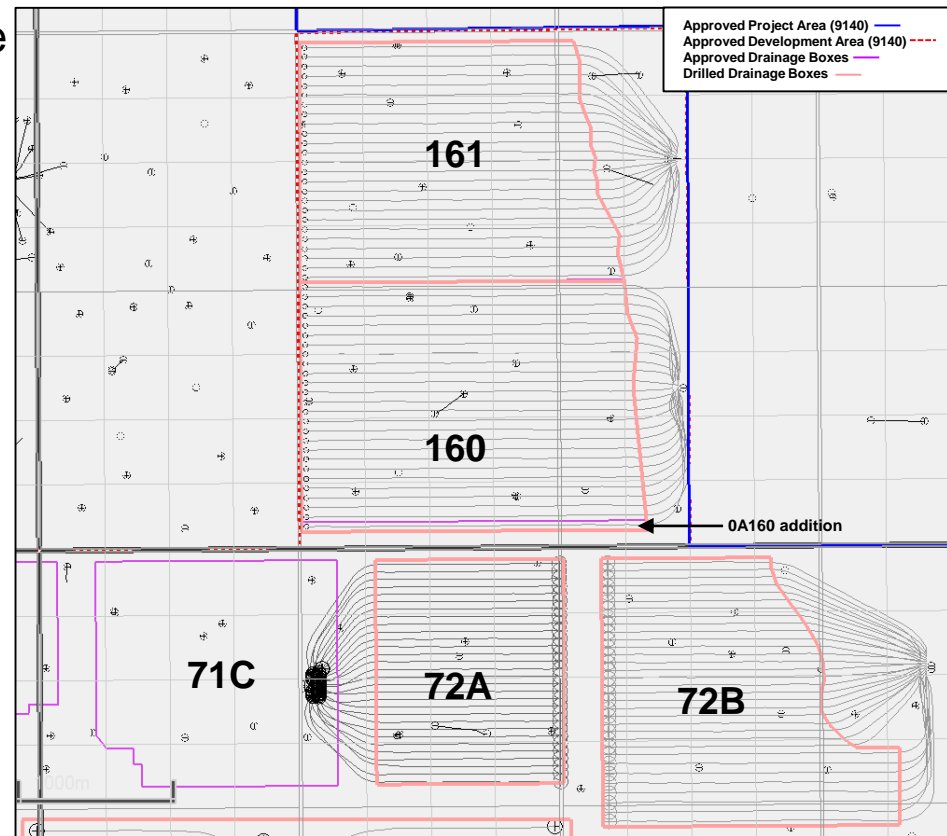 e
Approved Project Area (9140)
Approved Development Area (9140)
Approved Drainage Boxes
Drilled Drainage Boxes
161
160
0A160 addition
71C
72A
72B
1000m